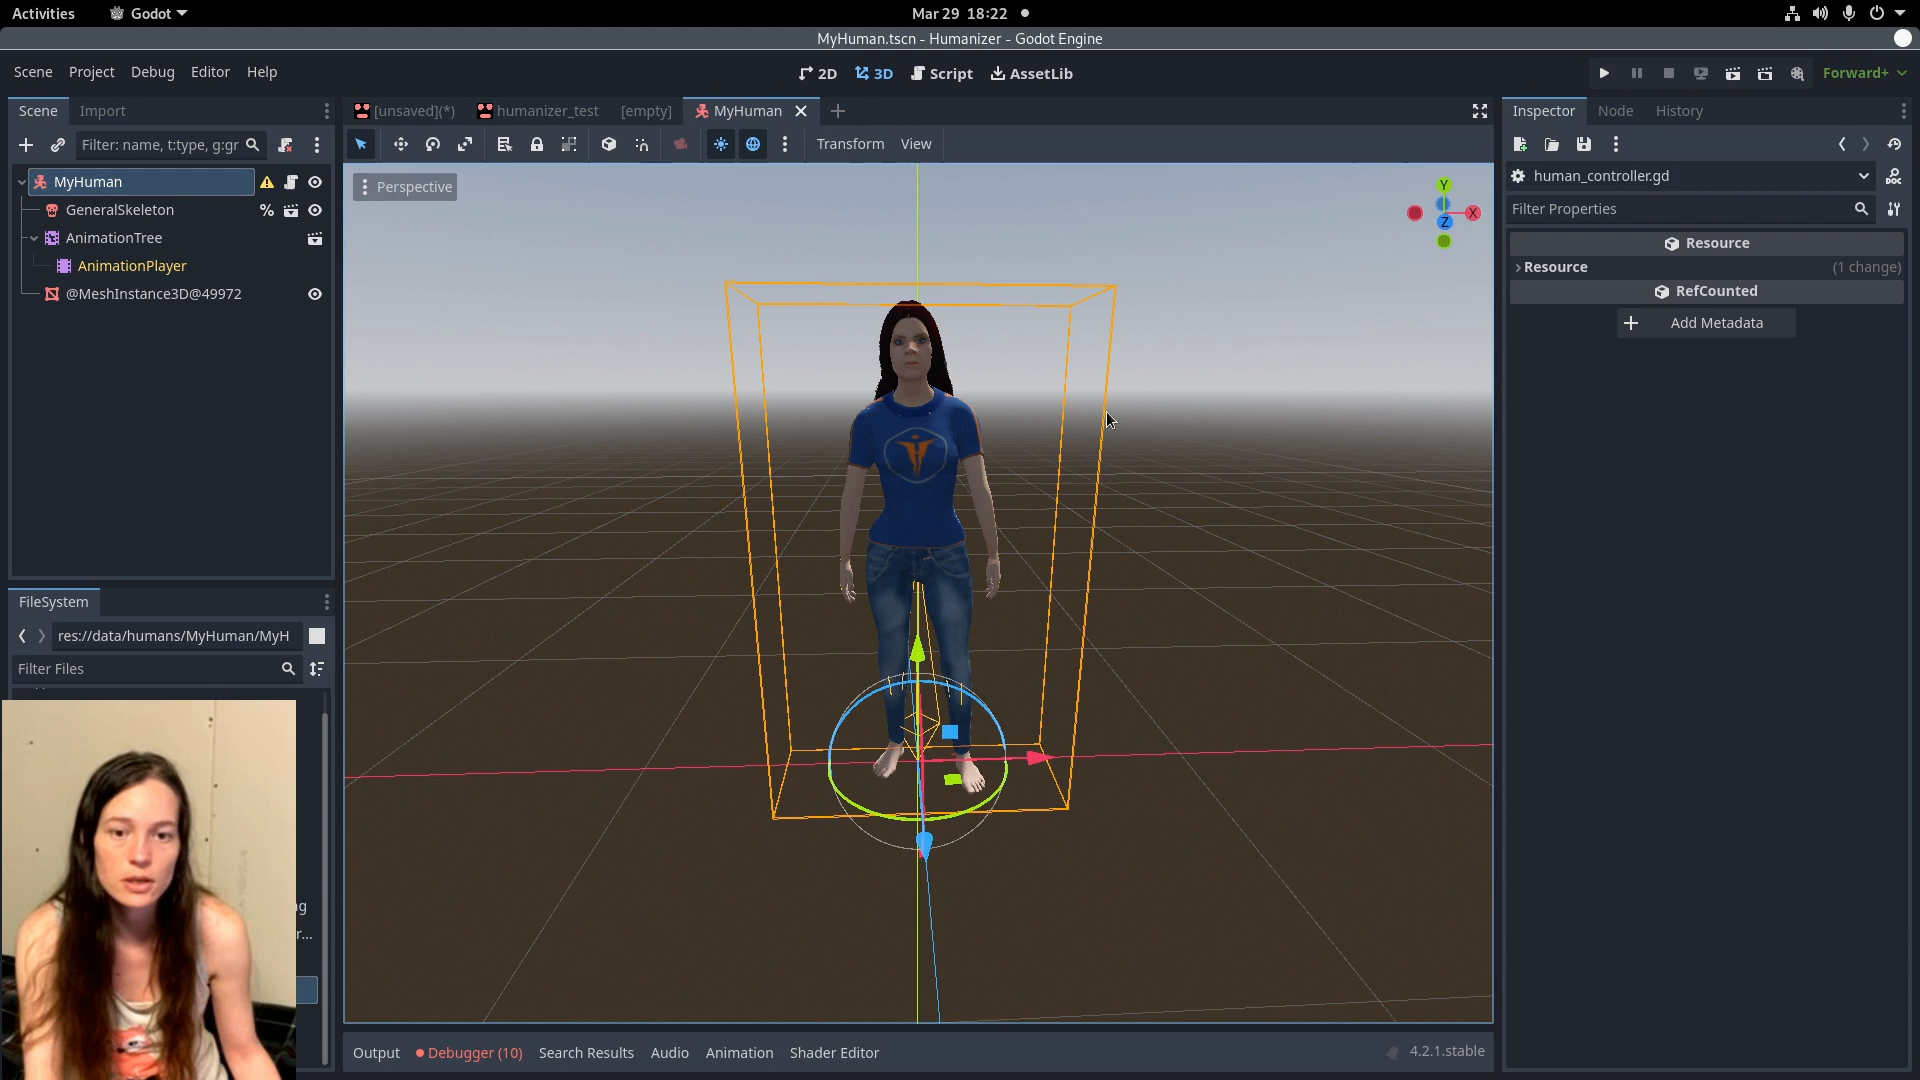 Activities Godot Mar 29 18:22
MyHuman.tscn - Humanizer - Godot Engine
Scene Project Debug Editor Help 2D 3D Script AssetLib Forward+
Scene Import [unsaved](*) humanizer_test [empty] MyHuman Inspector Node History
Filter: name, t:type, g:gr Transform View
MyHuman Perspective Y human_controller.gd
GeneralSkeleton X Z Filter Properties
AnimationTree Resource
AnimationPlayer Resource (1 change)
@MeshInstance3D@49972 RefCounted
Add Metadata
FileSystem
res://data/humans/MyHuman/MyH
Filter Files
ng
r...
Output Debugger (10) Search Results Audio Animation Shader Editor 4.2.1.stable